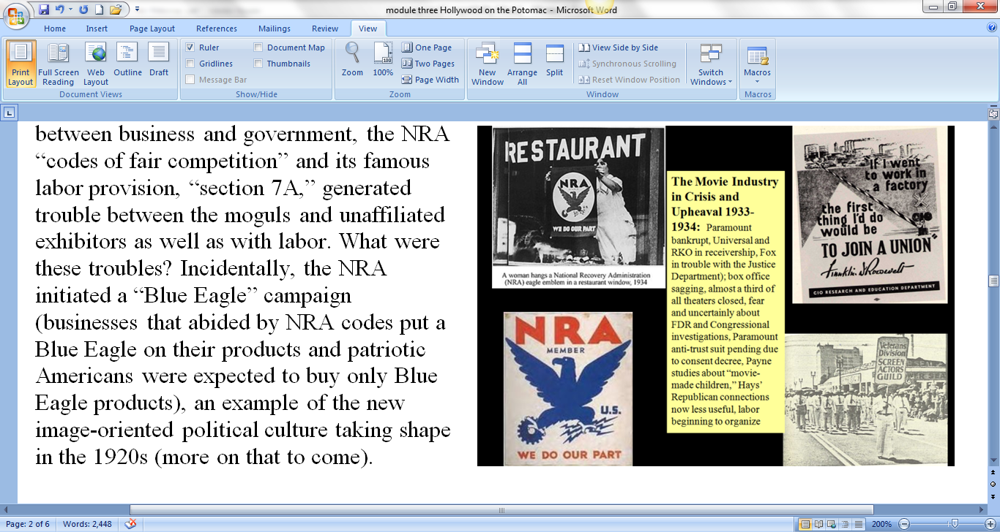 module three Hollywood on the Potomac - Microsoft Word
Home Insert Page Layout References Mailings Review View
Ruler Document Map One Page View Side by Side
Gridlines Thumbnails Two Pages Synchronous Scrolling
Message Bar Page Width Reset Window Position
Print Layout Full Screen Reading Web Layout Outline Draft Zoom 100% New Window Arrange All Split Switch Windows Macros
Document Views Show/Hide Zoom Window Macros
L
between business and government, the NRA
“codes of fair competition” and its famous
labor provision, “section 7A,” generated
trouble between the moguls and unaffiliated
exhibitors as well as with labor. What were
these troubles? Incidentally, the NRA
initiated a “Blue Eagle” campaign
(businesses that abided by NRA codes put a
Blue Eagle on their products and patriotic
Americans were expected to buy only Blue
Eagle products), an example of the new
image-oriented political culture taking shape
in the 1920s (more on that to come).
RESTAURANT
NRA
WE DO OUR PART
A woman hangs a National Recovery Administration
(NRA) eagle emblem in a restaurant window, 1934
NRA
MEMBER
U.S.
WE DO OUR PART
The Movie Industry
in Crisis and
Upheaval 1933-
1934: Paramount
bankrupt, Universal and
RKO in receivership, Fox
in trouble with the Justice
Department); box office
sagging, almost a third of
all theaters closed, fear
and uncertainly about
FDR and Congressional
investigations, Paramount
anti-trust suit pending due
to consent decree, Payne
studies about “movie-
made children,” Hays’
Republican connections
now less useful, labor
beginning to organize
"If I went
to work in
a factory
the first
thing I'd do
would be
TO JOIN A UNION"
Franklin D Roosevelt
CIO
CIO RESEARCH AND EDUCATION DEPARTMENT
Veterans
Division
SCREEN
ACTORS
GUILD
Page: 2 of 6 Words: 2,448 200%